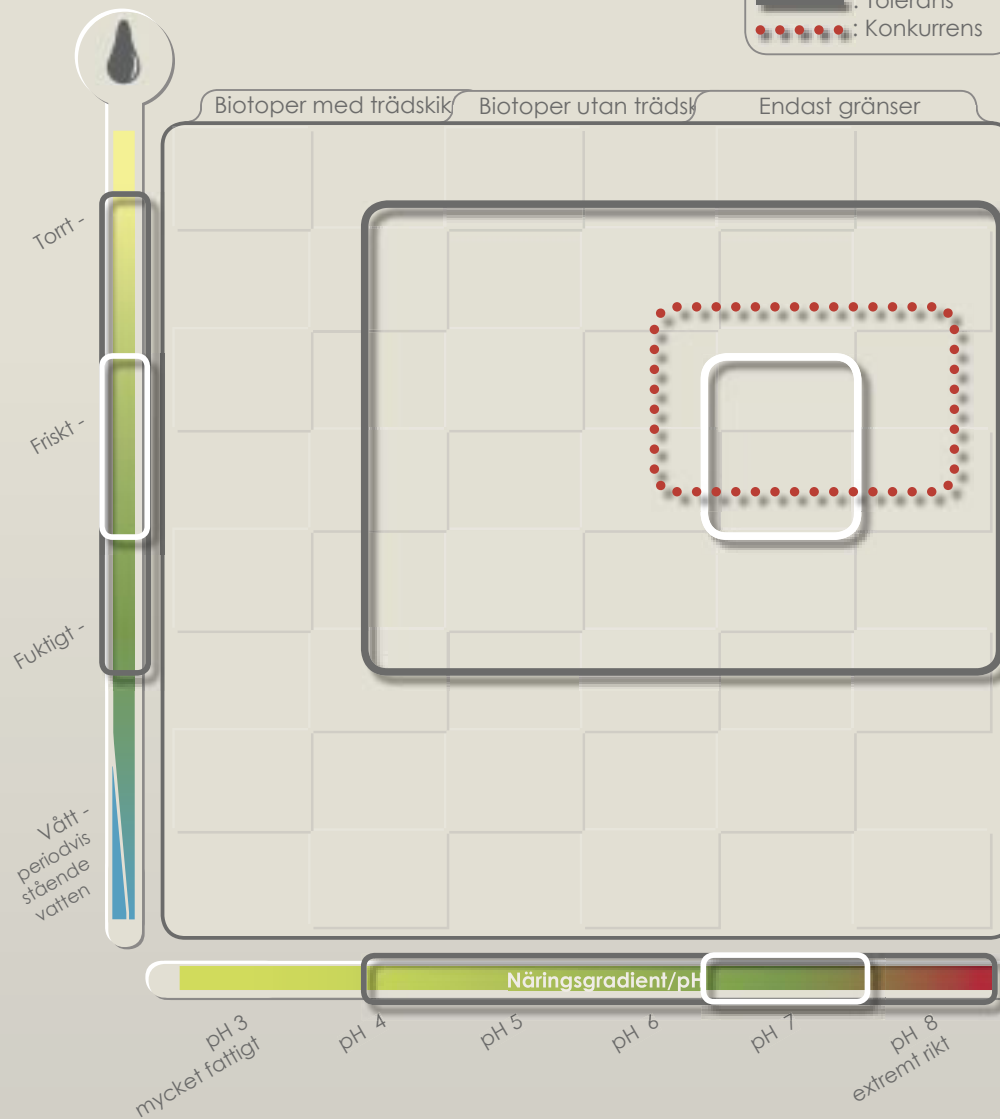 : Tolerans
: Konkurrens
Biotoper med trädskik
Biotoper utan trädsk
Endast gränser
Torrt -
Friskt -
Fuktigt -
Vått -
periodvis
stående
vatten
Näringsgradient/pH
pH 3
mycket fattigt
pH 4
pH 5
pH 6
pH 7
pH 8
extremt rikt